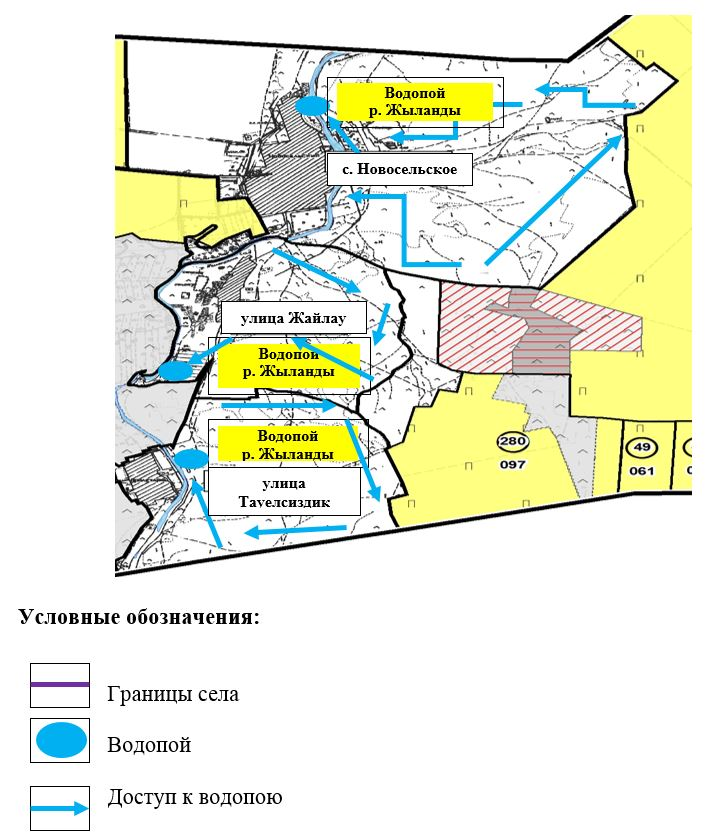 Водопой
р. Жыланды
с. Новосельское
улица Жайлау
Водопой
р. Жыланды
Водопой
р. Жыланды
улица
Тауелсиздик
280
097
49
061
Условные обозначения:
Границы села
Водопой
Доступ к водопою